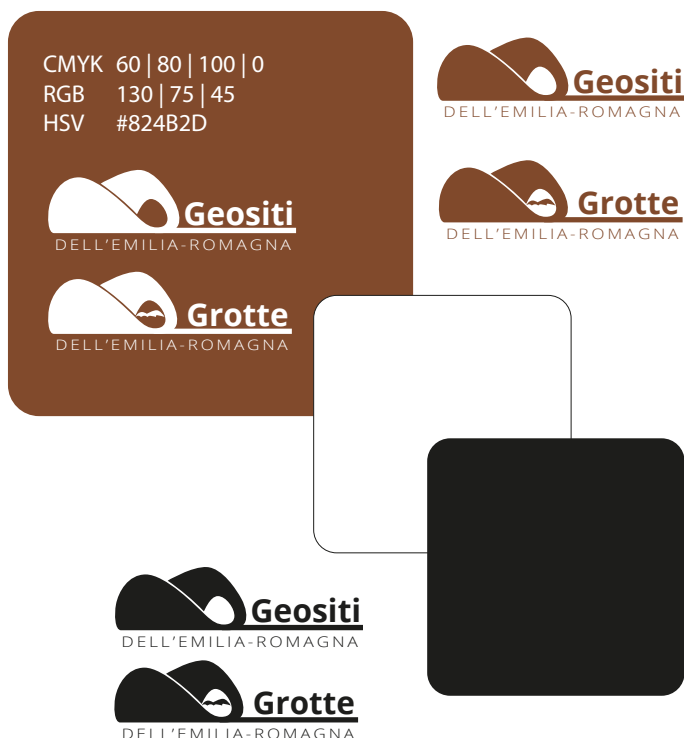 CMYK 60 | 80 | 100 | 0
RGB 130 | 75 | 45
HSV #824B2D
Geositi
DELL'EMILIA-ROMAGNA
Grotte
DELL'EMILIA-ROMAGNA
Geositi
DELL'EMILIA-ROMAGNA
Grotte
DELL'EMILIA-ROMAGNA
Geositi
DELL'EMILIA-ROMAGNA
Grotte
DELL'EMILIA-ROMAGNA